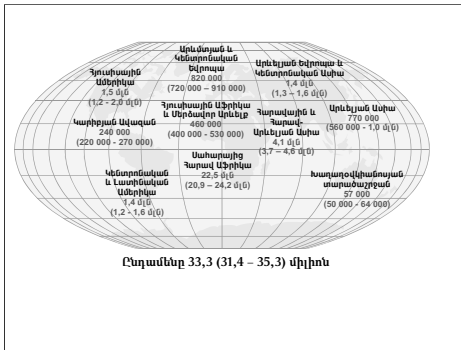 Հյուսիսային
Ամերիկա
1,5 մլն
(1,2 - 2,0 մլն)
Արևմտյան և
Կենտրոնական
Եվրոպա
820 000
(720 000 – 910 000)
Արևելյան Եվրոպա և
Կենտրոնական Ասիա
1,4 մլն
(1,3 – 1,6 մլն)
Կարիբյան Ավազան
240 000
(220 000 - 270 000)
Հյուսիսային Աֆրիկա
և Մերձավոր Արևելք
460 000
(400 000 - 530 000)
Հարավային և
Հարավ-
Արևելյան Ասիա
4,1 մլն
(3,7 – 4,6 մլն)
Արևելյան Ասիա
770 000
(560 000 - 1,0 մլն)
Կենտրոնական
և Լատինական
Ամերիկա
1,4 մլն
(1,2 - 1,6 մլն)
Սահարայից
Հարավ Աֆրիկա
22,5 մլն
(20,9 – 24,2 մլն)
Խաղաղօվկիանոսյան
տարածաշրջան
57 000
(50 000 - 64 000)
Ընդամենը 33,3 (31,4 – 35,3) միլիոն